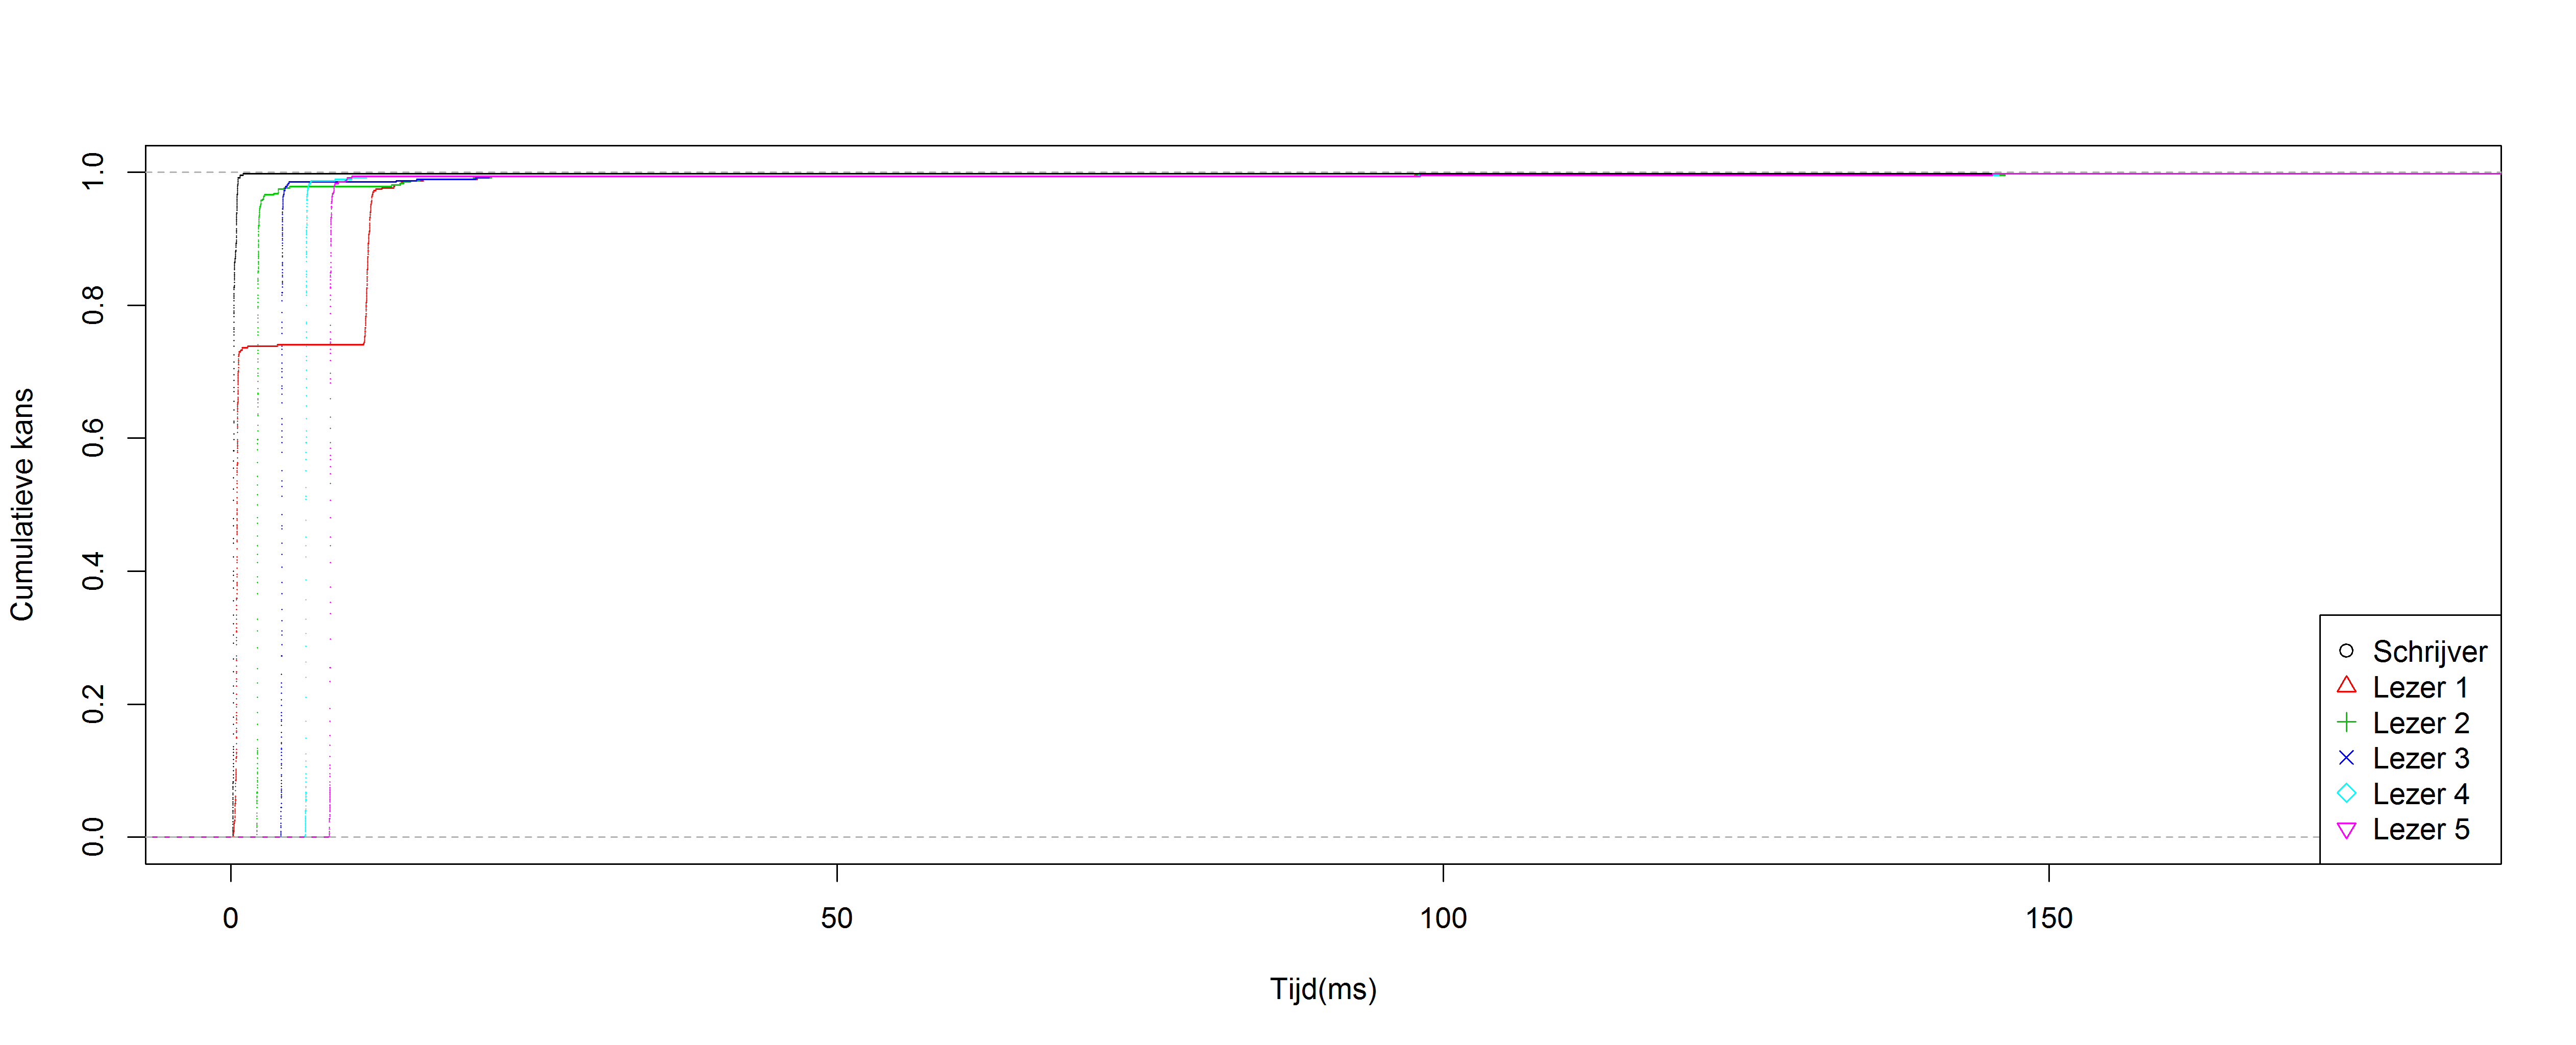 Cumulatieve kans
1.0
0.8
0.6
0.4
0.2
0.0
Schrijver
Lezer 1
Lezer 2
Lezer 3
Lezer 4
Lezer 5
0 50 100 150
Tijd(ms)